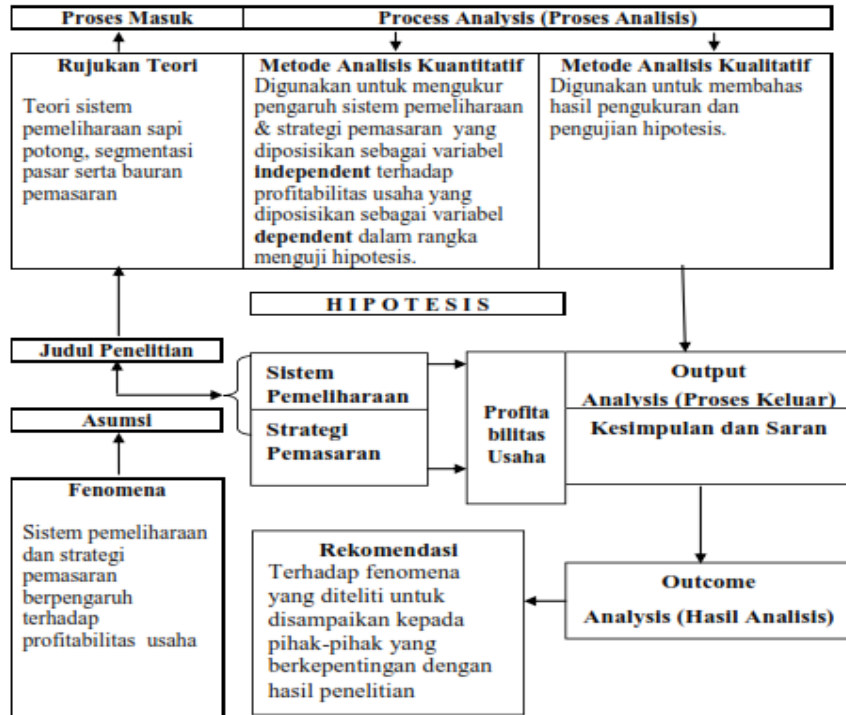 Proses Masuk
Process Analysis (Proses Analisis)
Rujukan Teori
Teori sistem
pemeliharaan sapi
potong, segmentasi
pasar serta bauran
pemasaran
Metode Analisis Kuantitatif
Digunakan untuk mengukur
pengaruh sistem pemeliharaan
& strategi pemasaran yang
diposisikan sebagai variabel
independent terhadap
profitabilitas usaha yang
diposisikan sebagai variabel
dependent dalam rangka
menguji hipotesis.
Metode Analisis Kualitatif
Digunakan untuk membahas
hasil pengukuran dan
pengujian hipotesis.
H I P O T E S I S
Judul Penelitian
Sistem
Pemeliharaan
Strategi
Pemasaran
Profita
bilitas
Usaha
Output
Analysis (Proses Keluar)
Kesimpulan dan Saran
Asumsi
Fenomena
Sistem pemeliharaan
dan strategi
pemasaran
berpengaruh
terhadap
profitabilitas usaha
Rekomendasi
Terhadap fenomena
yang diteliti untuk
disampaikan kepada
pihak-pihak yang
berkepentingan dengan
hasil penelitian
Outcome
Analysis (Hasil Analisis)